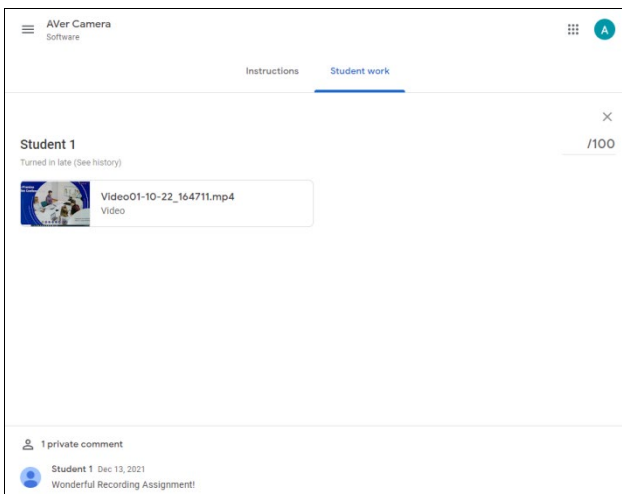 AVer Camera
Software
A
Instructions Student work
Student 1
/100
Turned in late (See history)
Video01-10-22_164711.mp4
Video
1 private comment
Student 1 Dec 13, 2021
Wonderful Recording Assignment!